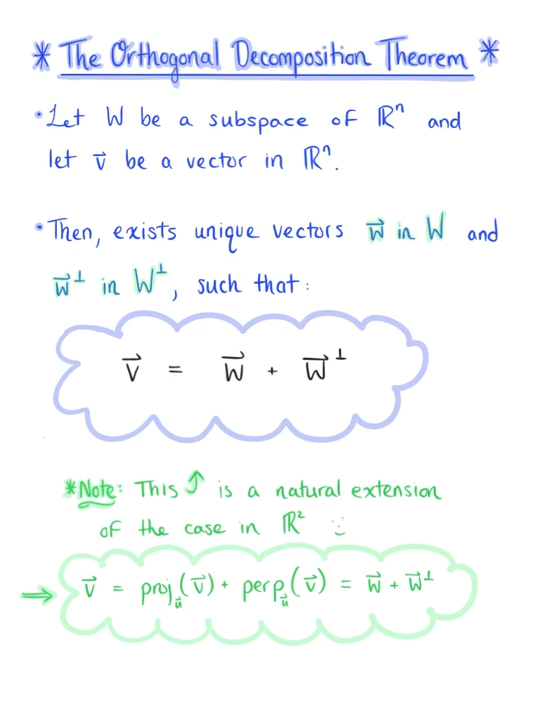 * The Orthogonal Decomposition Theorem *
• Let W be a subspace of ℝⁿ and
let v⃗ be a vector in ℝⁿ.
• Then, exists unique vectors w⃗ in W and
w⃗^⊥ in W^⊥, such that:
v⃗ = w⃗ + w⃗^⊥
*Note: This ↑ is a natural extension
of the case in ℝ² :)
⇒ v⃗ = proj_u⃗(v⃗) + perp_u⃗(v⃗) = w⃗ + w⃗^⊥